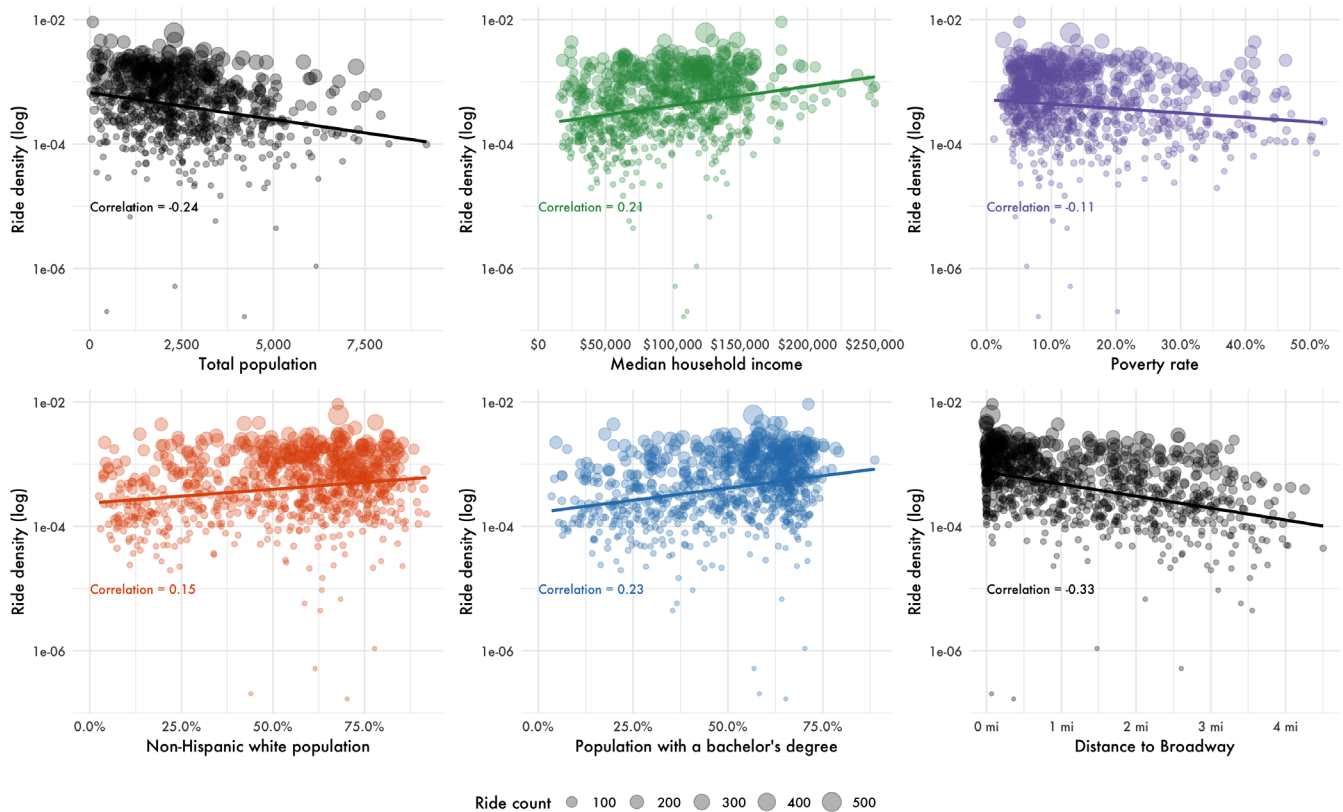 Ride density (log)
1e-02
1e-04
1e-06
Correlation = -0.24
0
2,500
5,000
7,500
Total population
Ride density (log)
Correlation = 0.21
$0
$50,000
$100,000
$150,000
$200,000
$250,000
Median household income
Ride density (log)
1e-02
1e-04
1e-06
Correlation = -0.11
0.0%
10.0%
20.0%
30.0%
40.0%
50.0%
Poverty rate
Ride density (log)
1e-02
1e-04
1e-06
Correlation = 0.15
0.0%
25.0%
50.0%
75.0%
Non-Hispanic white population
Ride density (log)
1e-02
1e-04
1e-06
Correlation = 0.23
0.0%
25.0%
50.0%
75.0%
Population with a bachelor's degree
Ride density (log)
1e-02
1e-04
1e-06
Correlation = -0.33
0 mi
1 mi
2 mi
3 mi
4 mi
Distance to Broadway
Ride count
100
200
300
400
500